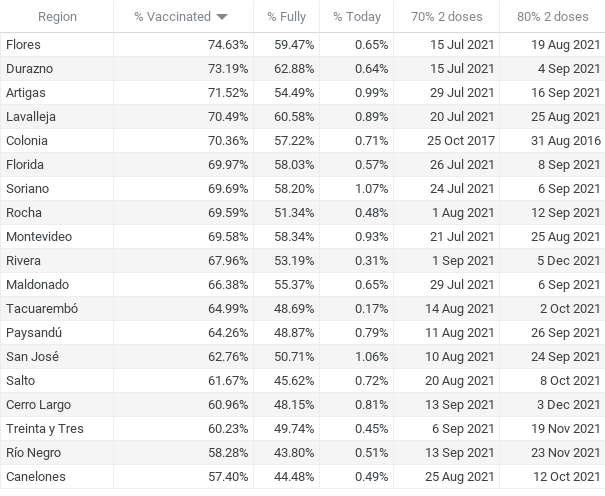 Region % Vaccinated % Fully % Today 70% 2 doses 80% 2 doses
Flores 74.63% 59.47% 0.65% 15 Jul 2021 19 Aug 2021
Durazno 73.19% 62.88% 0.64% 15 Jul 2021 4 Sep 2021
Artigas 71.52% 54.49% 0.99% 29 Jul 2021 16 Sep 2021
Lavalleja 70.49% 60.58% 0.89% 20 Jul 2021 25 Aug 2021
Colonia 70.36% 57.22% 0.71% 25 Oct 2017 31 Aug 2016
Florida 69.97% 58.03% 0.57% 26 Jul 2021 8 Sep 2021
Soriano 69.69% 58.20% 1.07% 24 Jul 2021 6 Sep 2021
Rocha 69.59% 51.34% 0.48% 1 Aug 2021 12 Sep 2021
Montevideo 69.58% 58.34% 0.93% 21 Jul 2021 25 Aug 2021
Rivera 67.96% 53.19% 0.31% 1 Sep 2021 5 Dec 2021
Maldonado 66.38% 55.37% 0.65% 29 Jul 2021 6 Sep 2021
Tacuarembó 64.99% 48.69% 0.17% 14 Aug 2021 2 Oct 2021
Paysandú 64.26% 48.87% 0.79% 11 Aug 2021 26 Sep 2021
San José 62.76% 50.71% 1.06% 10 Aug 2021 24 Sep 2021
Salto 61.67% 45.62% 0.72% 20 Aug 2021 8 Oct 2021
Cerro Largo 60.96% 48.15% 0.81% 13 Sep 2021 3 Dec 2021
Treinta y Tres 60.23% 49.74% 0.45% 6 Sep 2021 19 Nov 2021
Río Negro 58.28% 43.80% 0.51% 13 Sep 2021 23 Nov 2021
Canelones 57.40% 44.48% 0.49% 25 Aug 2021 12 Oct 2021